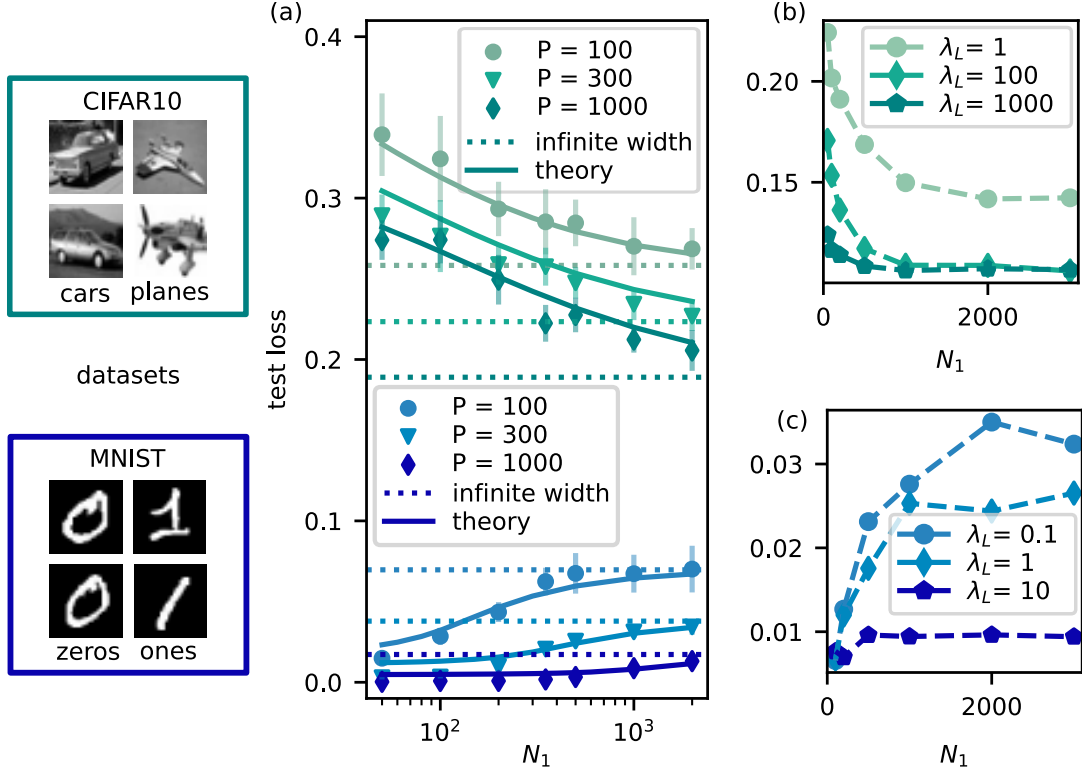 CIFAR10
cars planes
datasets
MNIST
zeros ones
(a)
0.4
0.3
0.2
0.1
0.0
test loss
P = 100
P = 300
P = 1000
infinite width
theory
P = 100
P = 300
P = 1000
infinite width
theory
10²
10³
N₁
(b)
0.20
0.15
λ_L= 1
λ_L= 100
λ_L= 1000
0 2000
N₁
(c)
0.03
0.02
0.01
λ_L= 0.1
λ_L= 1
λ_L= 10
0 2000
N₁